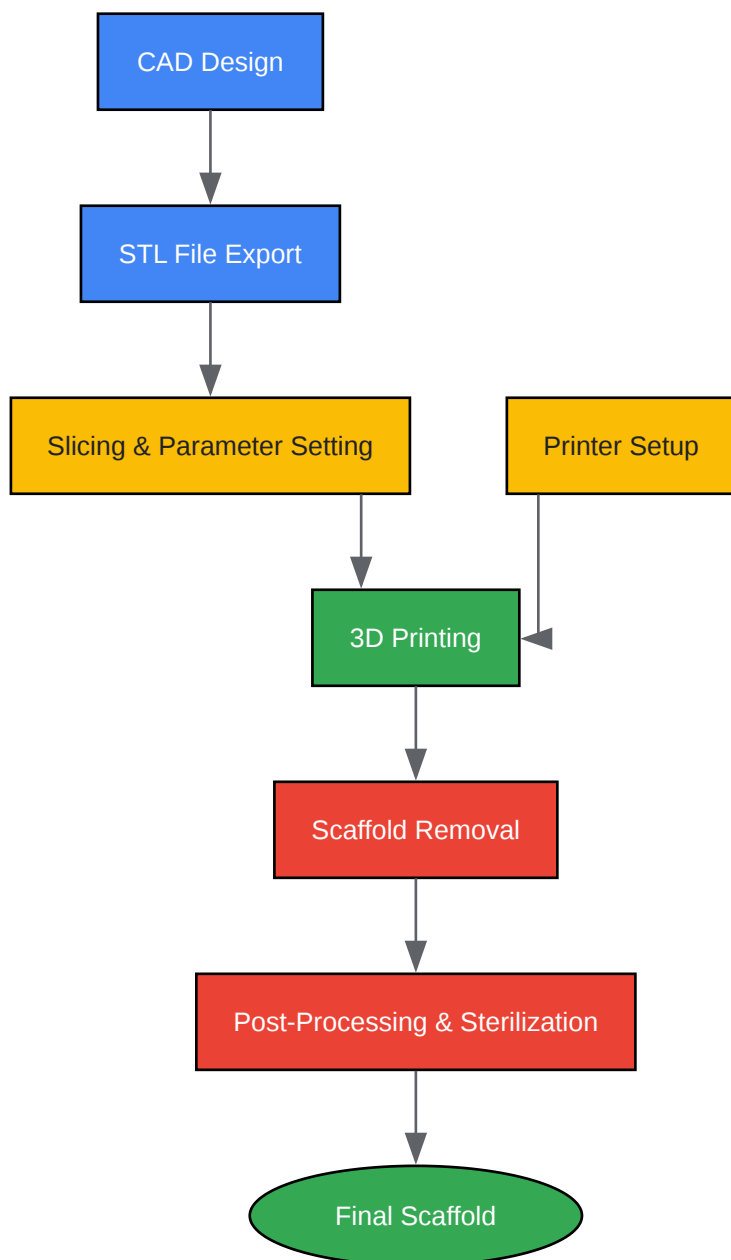 CAD Design
STL File Export
Slicing & Parameter Setting
Printer Setup
3D Printing
Scaffold Removal
Post-Processing & Sterilization
Final Scaffold